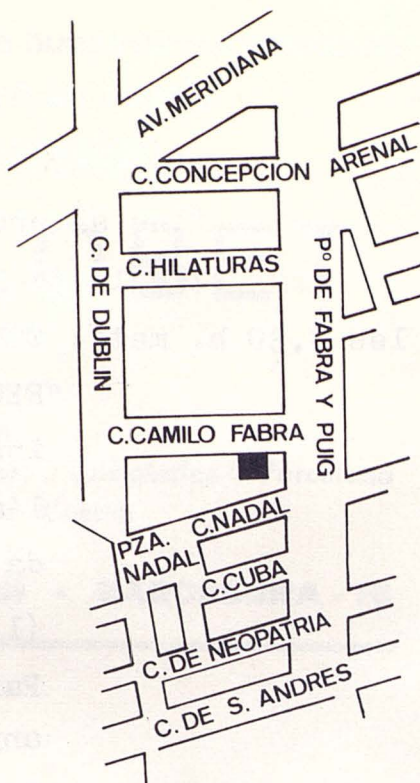 AV. MERIDIANA
C. CONCEPCION ARENAL
C. HILATURAS
C. DE DUBLIN
Pº DE FABRA Y PUIG
C. CAMILO FABRA
C. NADAL
PZA. NADAL
C. CUBA
C. DE NEOPATRIA
C. DE S. ANDRES